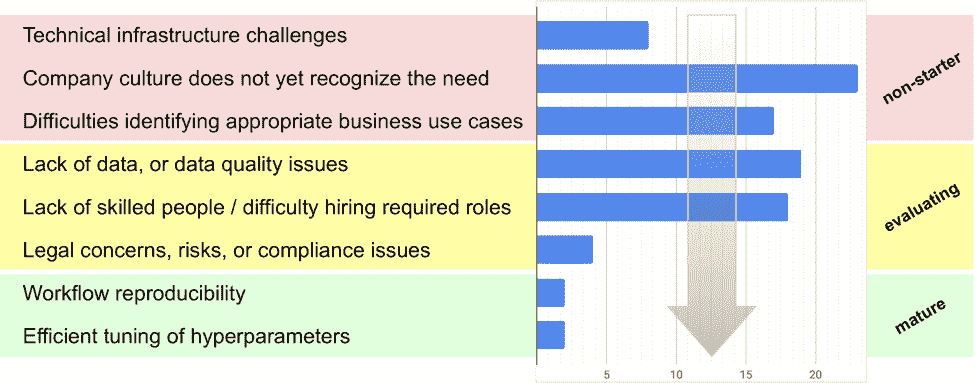 Technical infrastructure challenges
Company culture does not yet recognize the need
non-starter
Difficulties identifying appropriate business use cases
Lack of data, or data quality issues
Lack of skilled people / difficulty hiring required roles
evaluating
Legal concerns, risks, or compliance issues
Workflow reproducibility
mature
Efficient tuning of hyperparameters
5 10 15 20